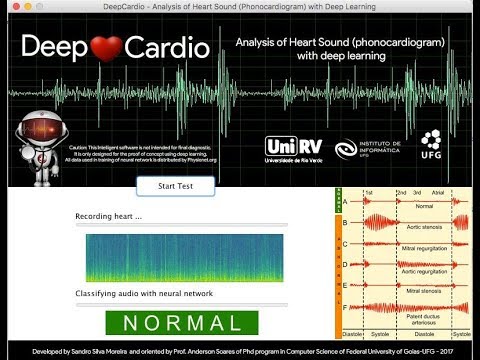 DeepCardio - Analysis of Heart Sound (Phonocardiogram) with Deep Learning
Deep Cardio
Analysis of Heart Sound (phonocardiogram)
with deep learning
Caution: This Intelligent software is not intended for final diagnostic.
It is only designed for the proof of concept using deep learning.
All data used in training of neural network is distributed by Physionet.org
UniRV
Universidade de Rio Verde
INSTITUTO DE
INFORMÁTICA
UFG
UFG
Start Test
Recording heart ...
Classifying audio with neural network
NORMAL
NORMAL
ABNORMAL
1st 2nd 3rd Atrial
A Normal
B Aortic stenosis
C Mitral regurgitation
D Aortic regurgitation
E Mitral stenosis
F Patent ductus
arteriosus
Diastole Systole Diastole Systole
Developed by Sandro Silva Moreira and oriented by Prof. Anderson Soares of Phd program in Computer Science of Federal University of Goias-UFG - 2017